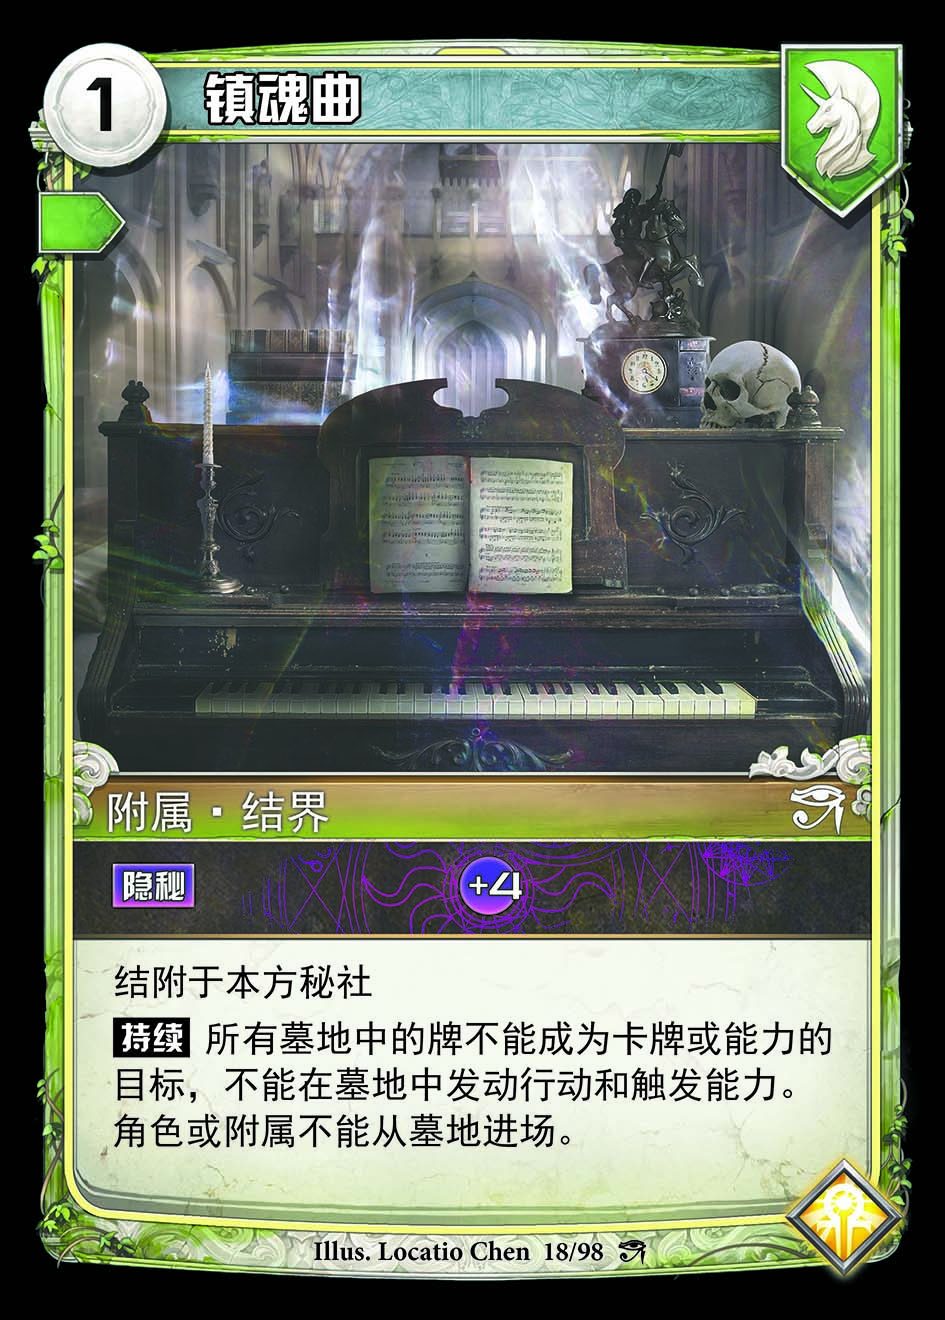 1
镇魂曲
附属·结界
隐秘
+4
结附于本方秘社
持续 所有墓地中的牌不能成为卡牌或能力的
目标，不能在墓地中发动行动和触发能力。
角色或附属不能从墓地进场。
Illus. Locatio Chen 18/98